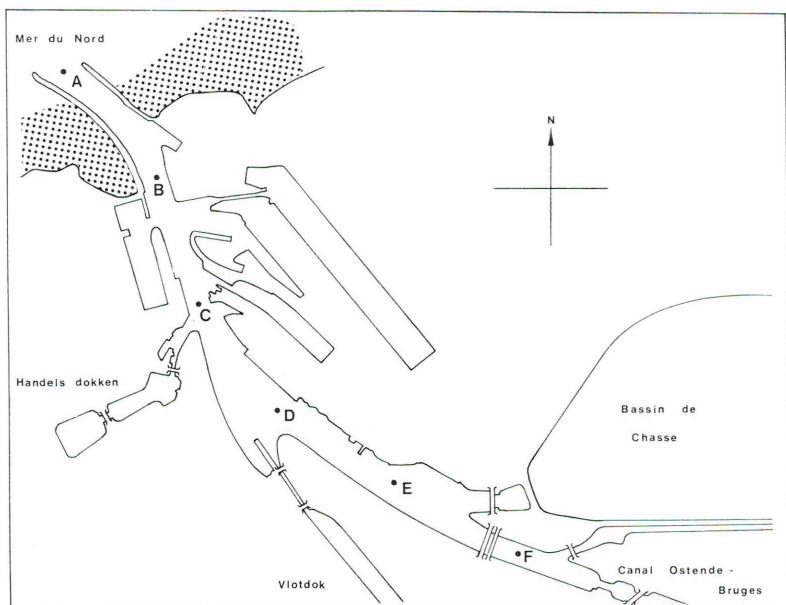 Mer du Nord
A
N
B
C
Handels dokken
D
Bassin de
Chasse
E
F
Vlotdok
Canal Ostende -
Bruges